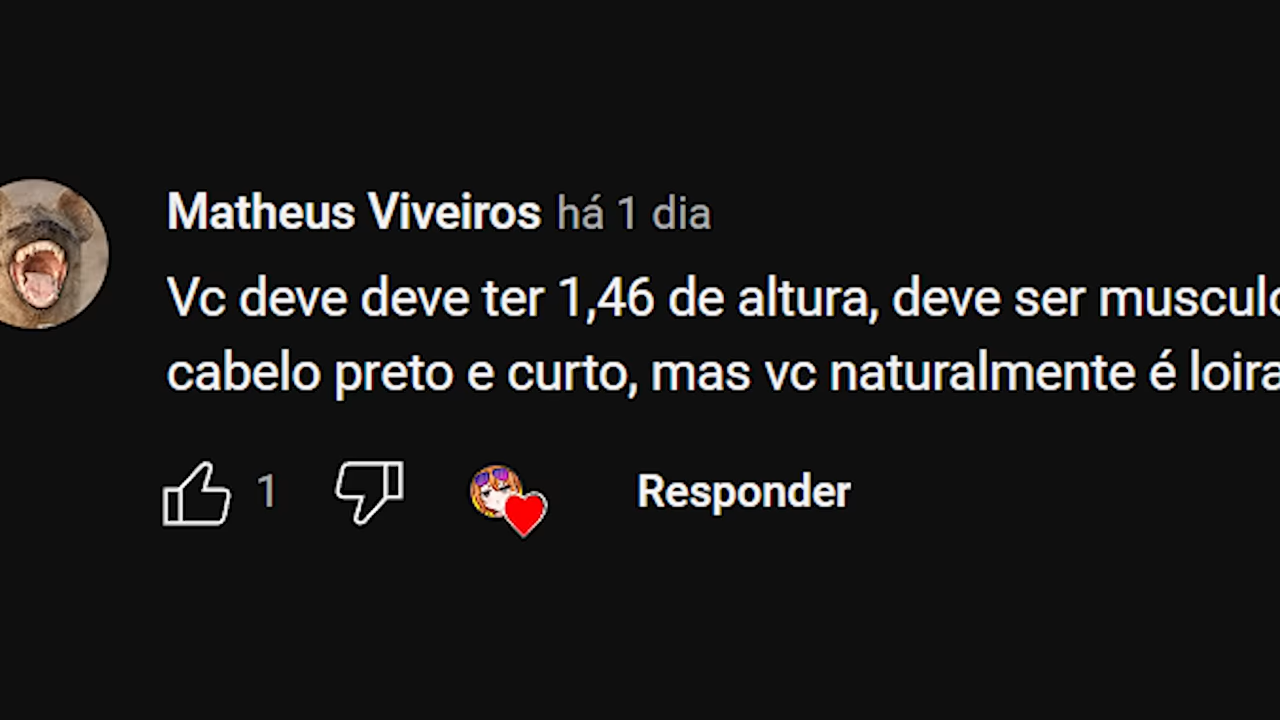 Matheus Viveiros há 1 dia
Vc deve deve ter 1,46 de altura, deve ser
cabelo preto e curto, mas vc naturalmente é loira
1 Responder